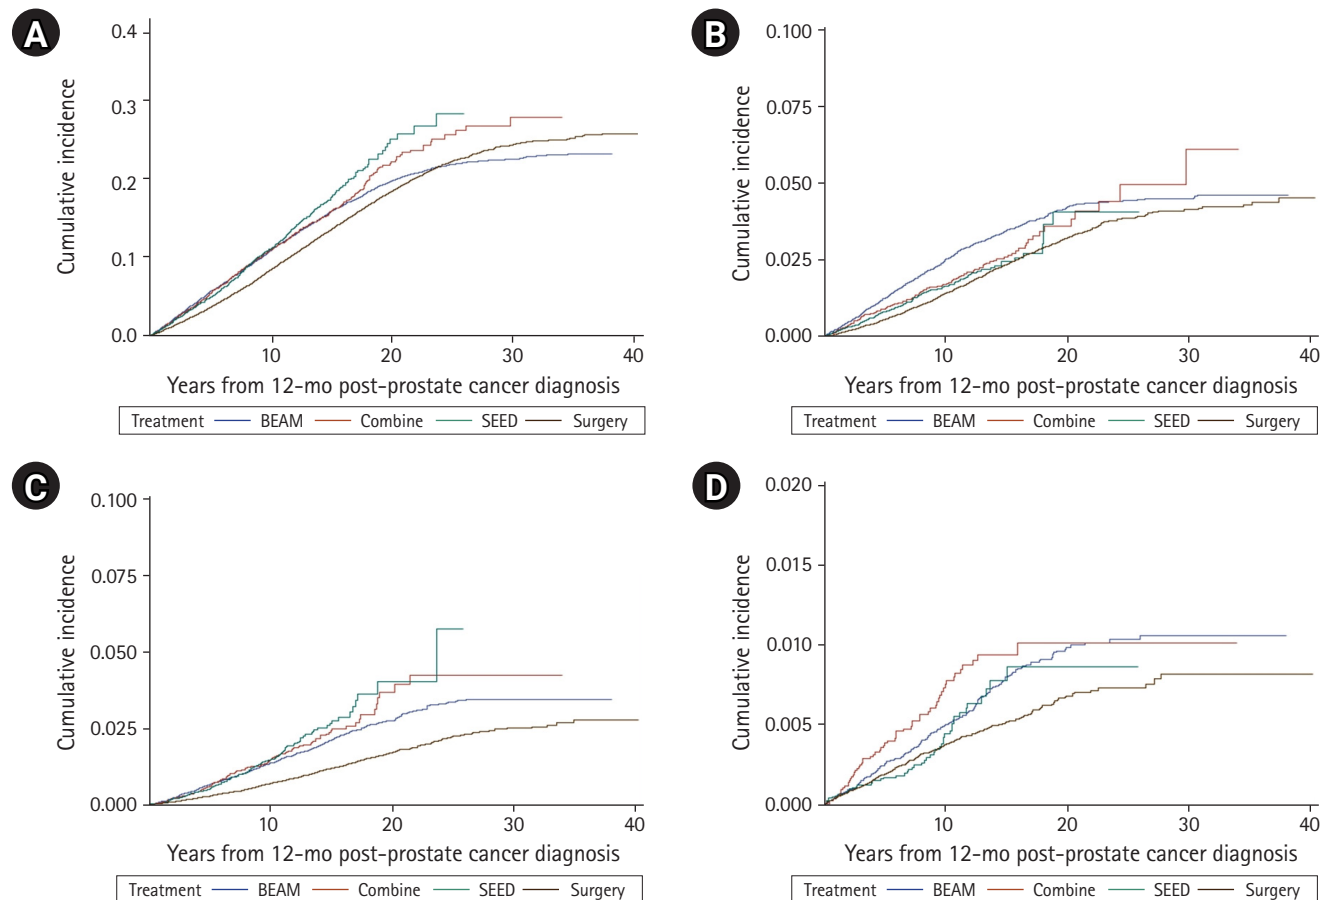 A
Cumulative incidence
0.4
0.3
0.2
0.1
0.0
10 20 30 40
Years from 12-mo post-prostate cancer diagnosis
Treatment BEAM Combine SEED Surgery
B
Cumulative incidence
0.100
0.075
0.050
0.025
0.000
10 20 30 40
Years from 12-mo post-prostate cancer diagnosis
Treatment BEAM Combine SEED Surgery
C
Cumulative incidence
0.100
0.075
0.050
0.025
0.000
10 20 30 40
Years from 12-mo post-prostate cancer diagnosis
Treatment BEAM Combine SEED Surgery
D
Cumulative incidence
0.020
0.015
0.010
0.005
0.000
10 20 30 40
Years from 12-mo post-prostate cancer diagnosis
Treatment BEAM Combine SEED Surgery